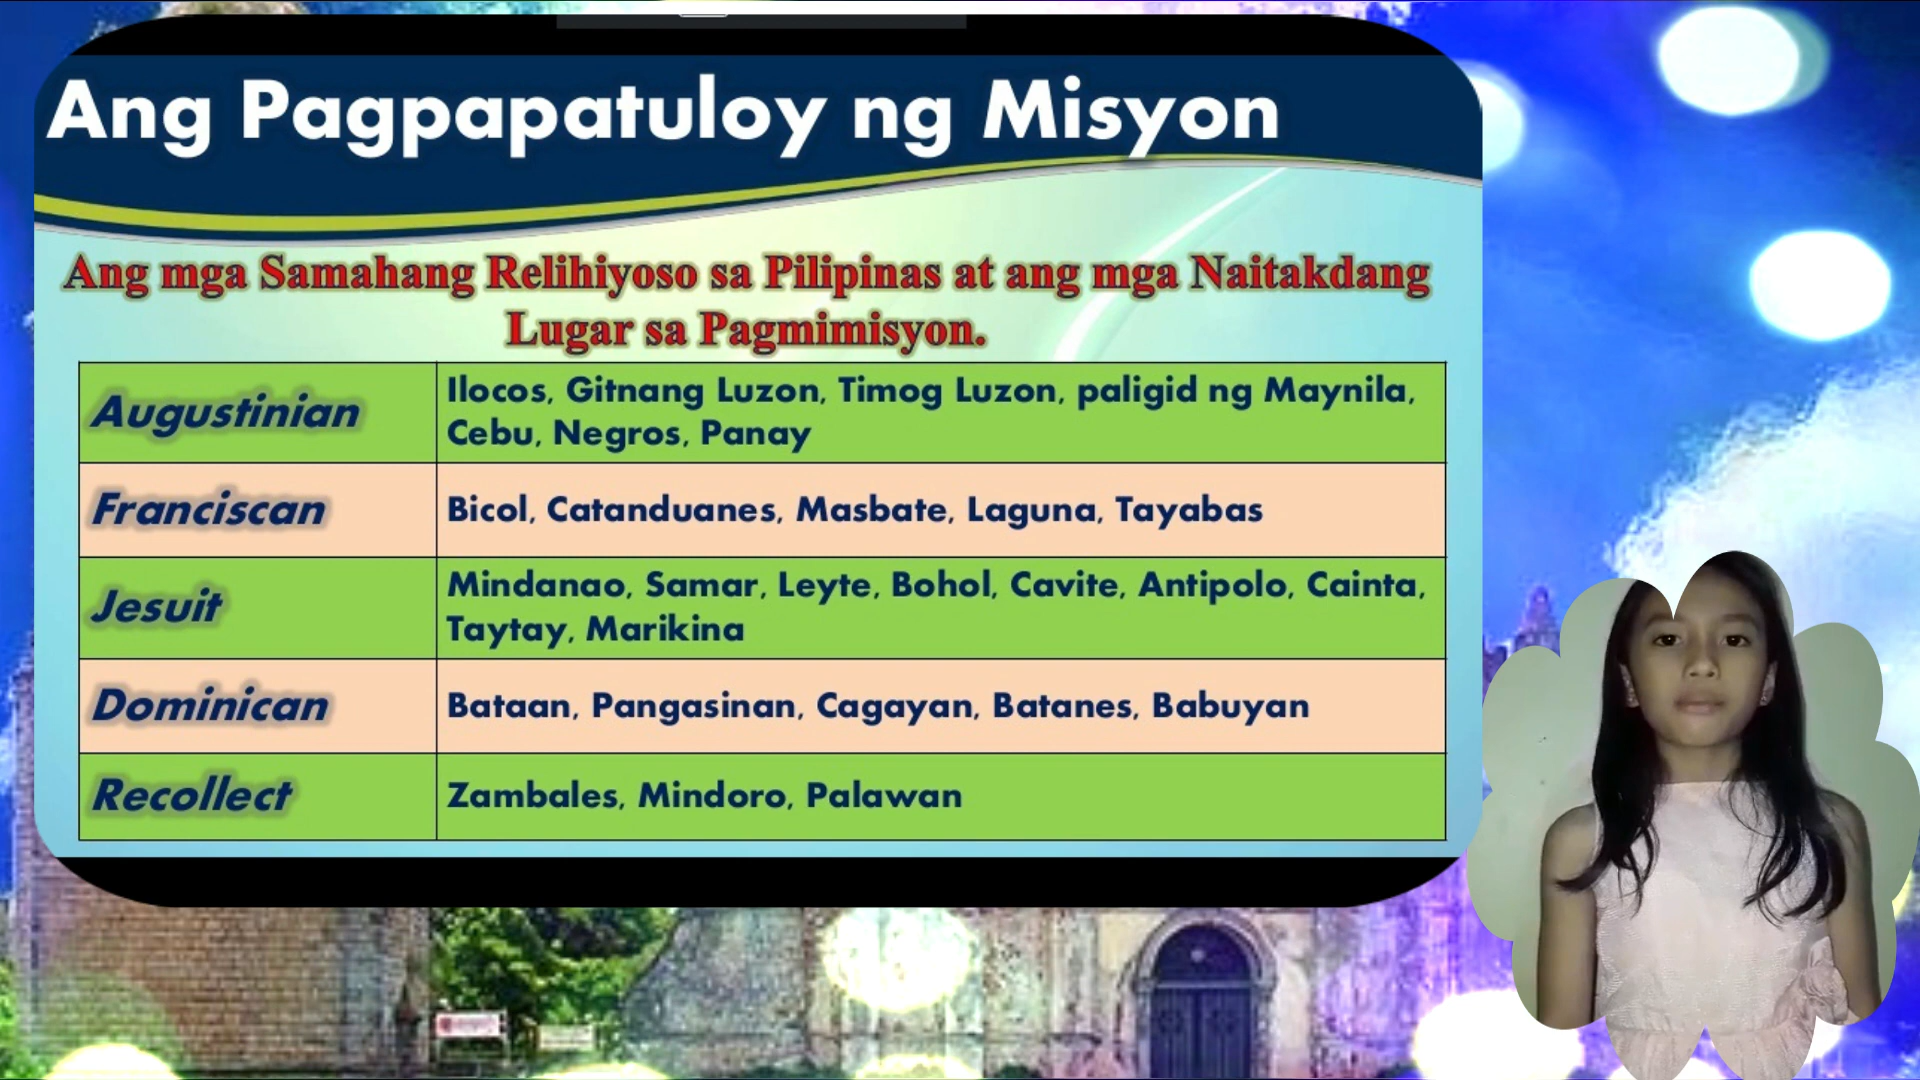 Ang Pagpapatuloy ng Misyon
Ang mga Samahang Relihiyoso sa Pilipinas at ang mga Naitakdang
Lugar sa Pagmimisyon.
Augustinian
Ilocos, Gitnang Luzon, Timog Luzon, paligid ng Maynila,
Cebu, Negros, Panay
Franciscan
Bicol, Catanduanes, Masbate, Laguna, Tayabas
Jesuit
Mindanao, Samar, Leyte, Bohol, Cavite, Antipolo, Cainta,
Taytay, Marikina
Dominican
Bataan, Pangasinan, Cagayan, Batanes, Babuyan
Recollect
Zambales, Mindoro, Palawan